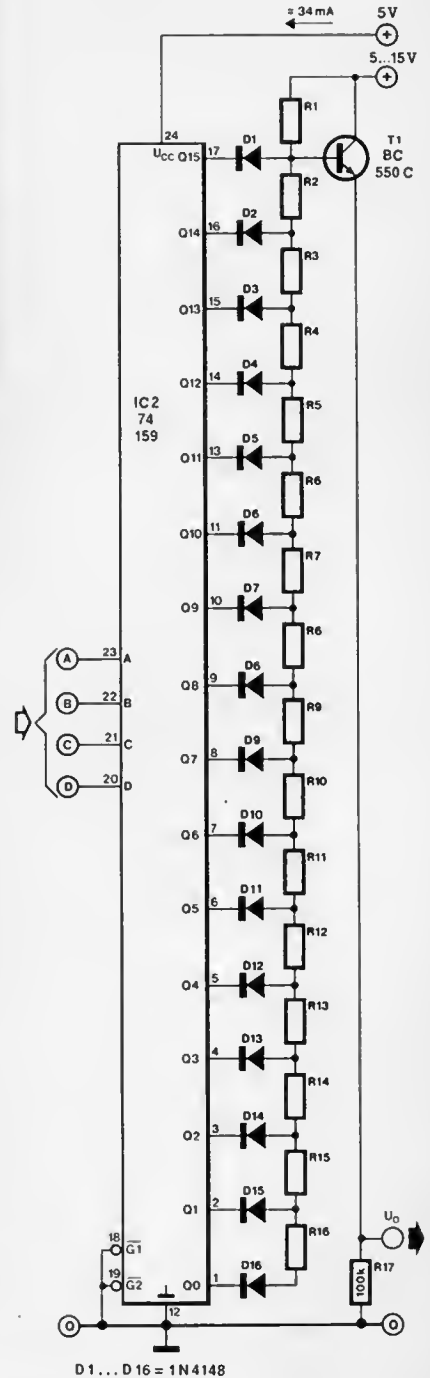 ≈ 34mA
5V
5...15V
R1
24
UCC Q15 17 D1
T1
BC
550 C
R2
Q14 16 D2
R3
Q13 15 D3
R4
Q12 14 D4
R5
IC2
74
159
Q11 13 D5
R6
Q10 11 D6
R7
Q9 10 D7
R6
A 23 A
Q8 9 D6
B 22 B
R9
C 21 C
Q7 8 D9
D 20 D
R10
Q6 7 D10
R11
Q5 6 D11
R12
Q4 5 D12
R13
Q3 4 D13
R14
Q2 3 D14
R15
Q1 2 D15
R16
U0
18 G1
19 G2
Q0 1 D16
R17
100k
12
0
0
D1...D16 = 1N4148